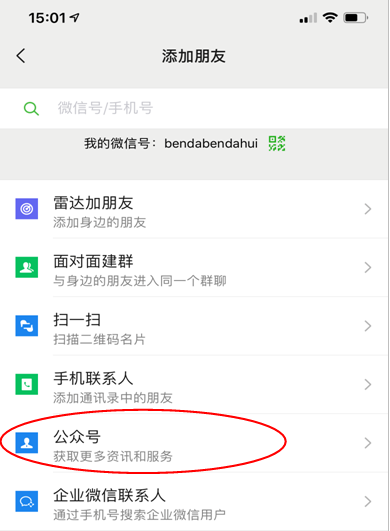 15:01
添加朋友
微信号/手机号
我的微信号：bendabendahui
雷达加朋友
添加身边的朋友
面对面建群
与身边的朋友进入同一个群聊
扫一扫
扫描二维码名片
手机联系人
添加通讯录中的朋友
公众号
获取更多资讯和服务
企业微信联系人
通过手机号搜索企业微信用户